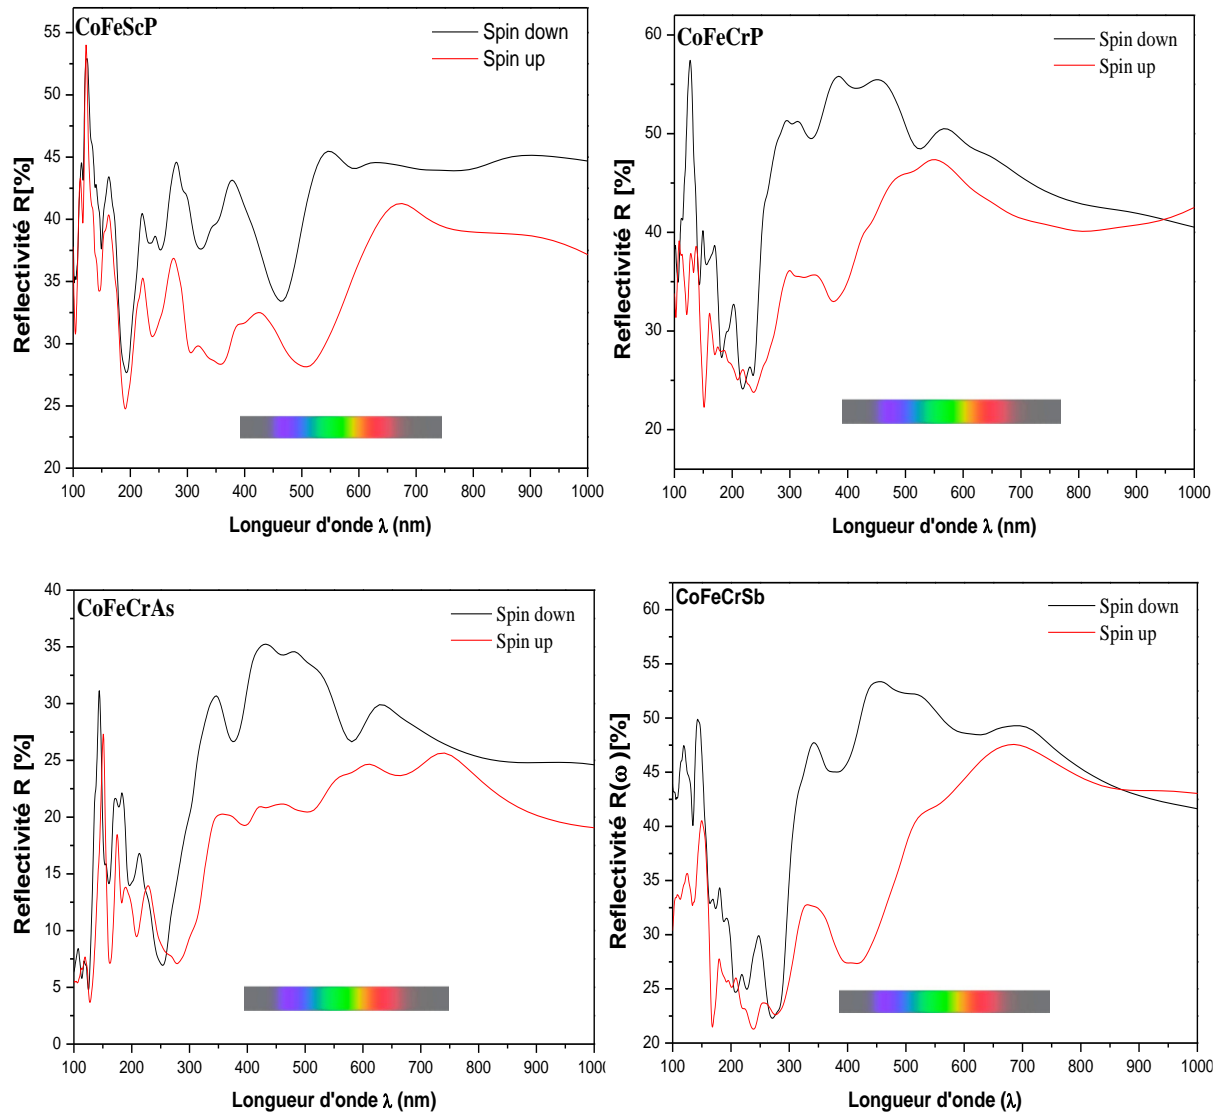 CoFeScP
Spin down
Spin up
Reflectivité R[%]
55
50
45
40
35
30
25
20
100 200 300 400 500 600 700 800 900 1000
Longueur d'onde λ (nm)
CoFeCrP
Spin down
Spin up
Reflectivité R [%]
60
50
40
30
20
100 200 300 400 500 600 700 800 900 1000
Longueur d'onde λ (nm)
CoFeCrAs
Spin down
Spin up
Reflectivité R [%]
40
35
30
25
20
15
10
5
0
100 200 300 400 500 600 700 800 900 1000
Longueur d'onde λ (nm)
CoFeCrSb
Spin down
Spin up
Reflectivité R(ω)[%]
60
55
50
45
40
35
30
25
20
100 200 300 400 500 600 700 800 900 1000
Longueur d'onde (λ)